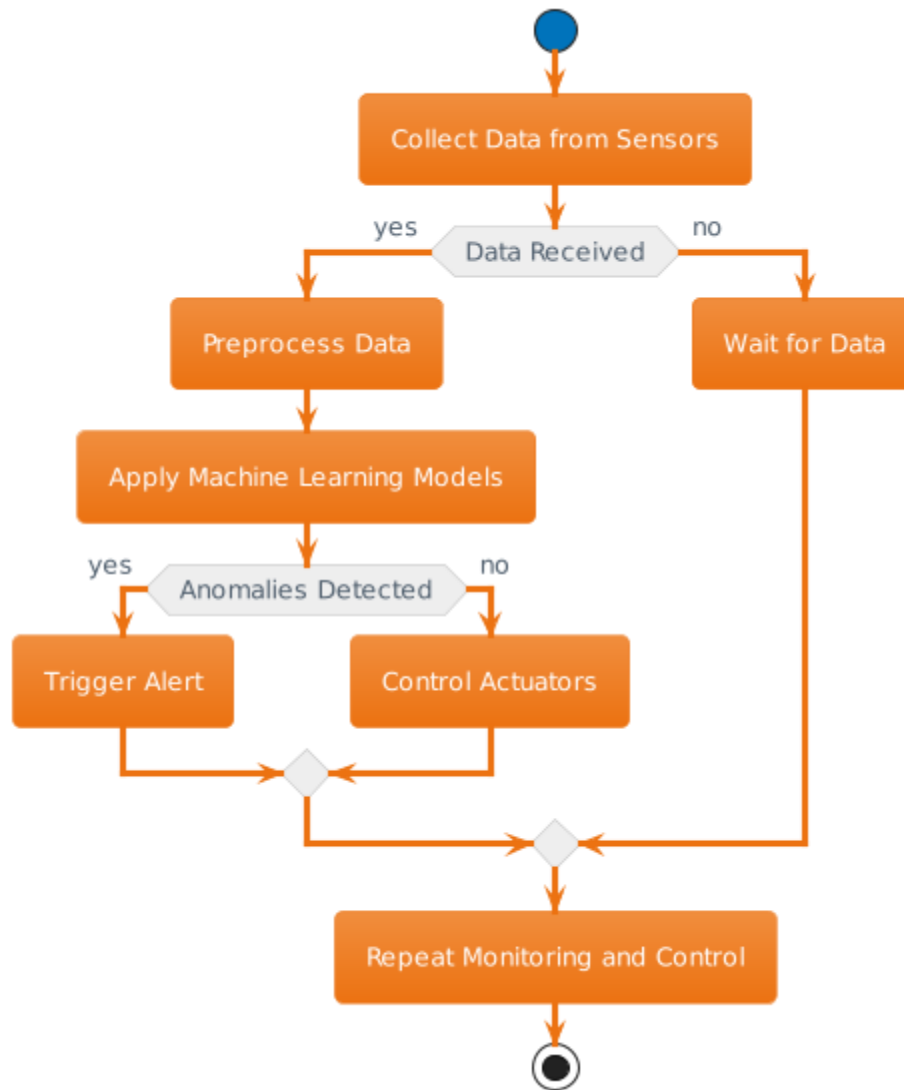 Collect Data from Sensors
yes
Data Received
no
Preprocess Data
Wait for Data
Apply Machine Learning Models
yes
Anomalies Detected
no
Trigger Alert
Control Actuators
Repeat Monitoring and Control